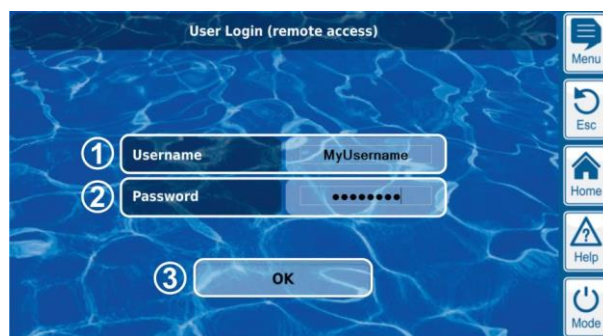 User Login (remote access)
Menu
Esc
① Username MyUsername
② Password ••••••••
Home
Help
③ OK
Mode